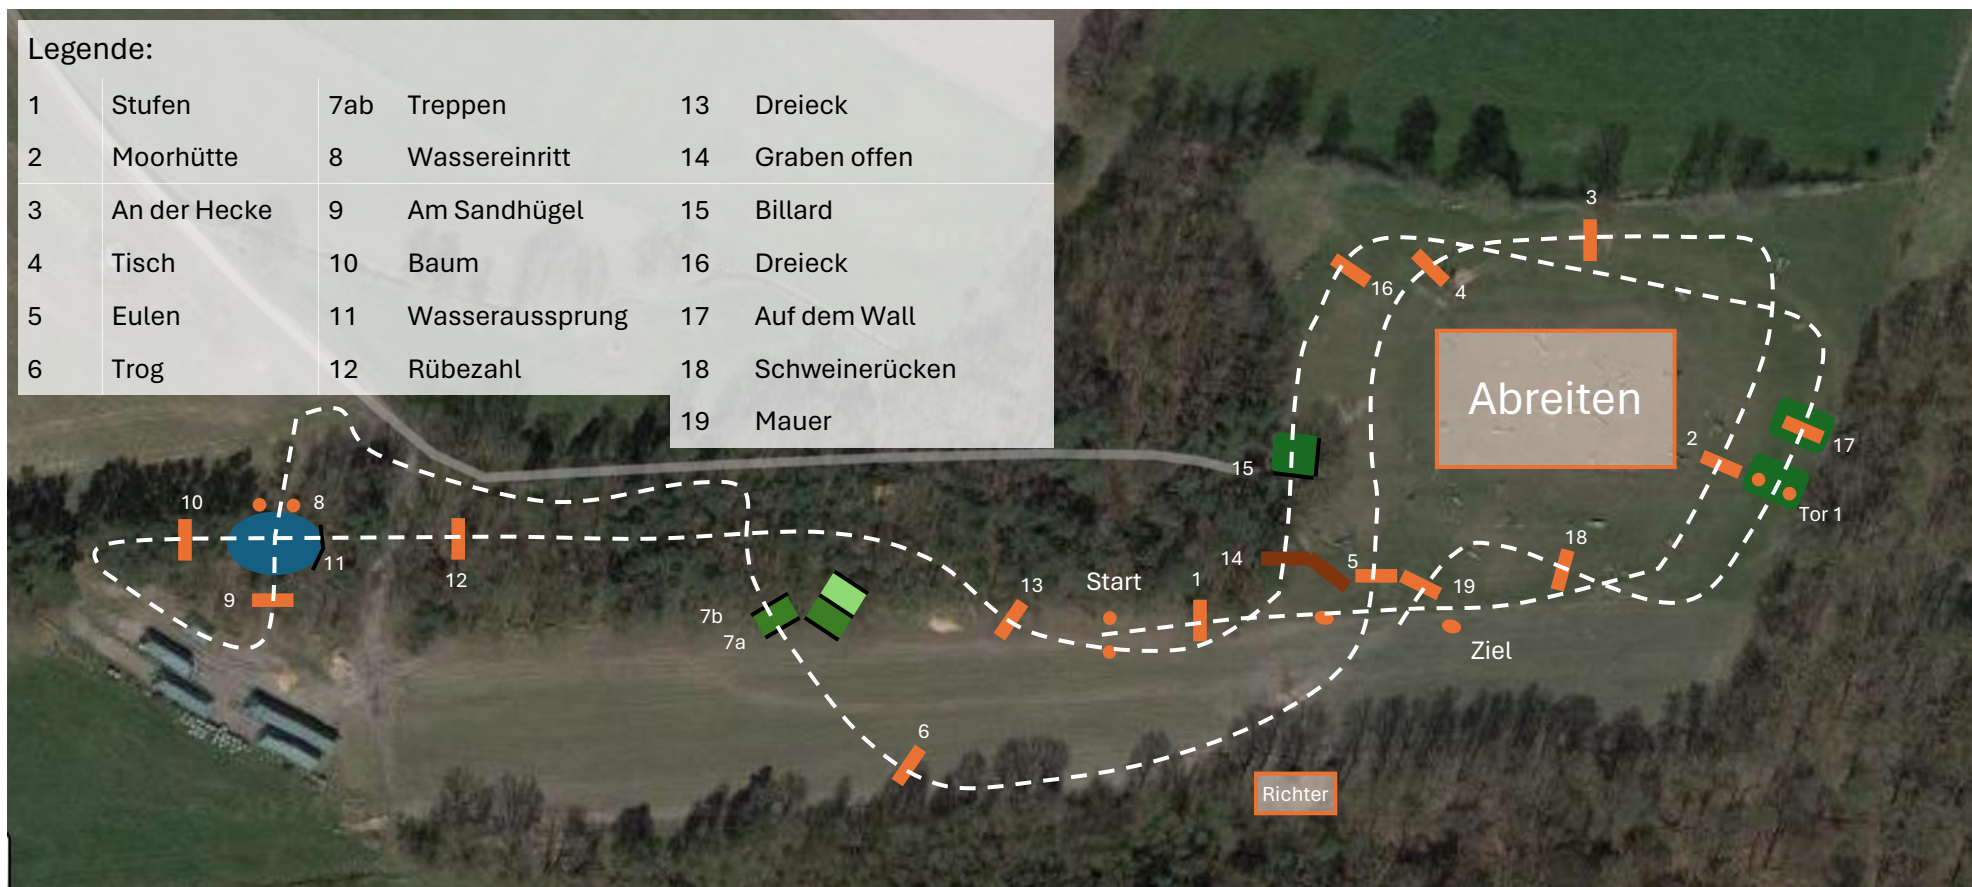 Legende:
1 Stufen 7ab Treppen 13 Dreieck
2 Moorhütte 8 Wassereinritt 14 Graben offen
3 An der Hecke 9 Am Sandhügel 15 Billard
4 Tisch 10 Baum 16 Dreieck
5 Eulen 11 Wasseraussprung 17 Auf dem Wall
6 Trog 12 Rübezahl 18 Schweinerücken
19 Mauer
3
16
4
Abreiten
2
17
15
Tor 1
10
8
11
12
9
14
5
18
19
Start
1
13
7b
7a
Ziel
6
Richter